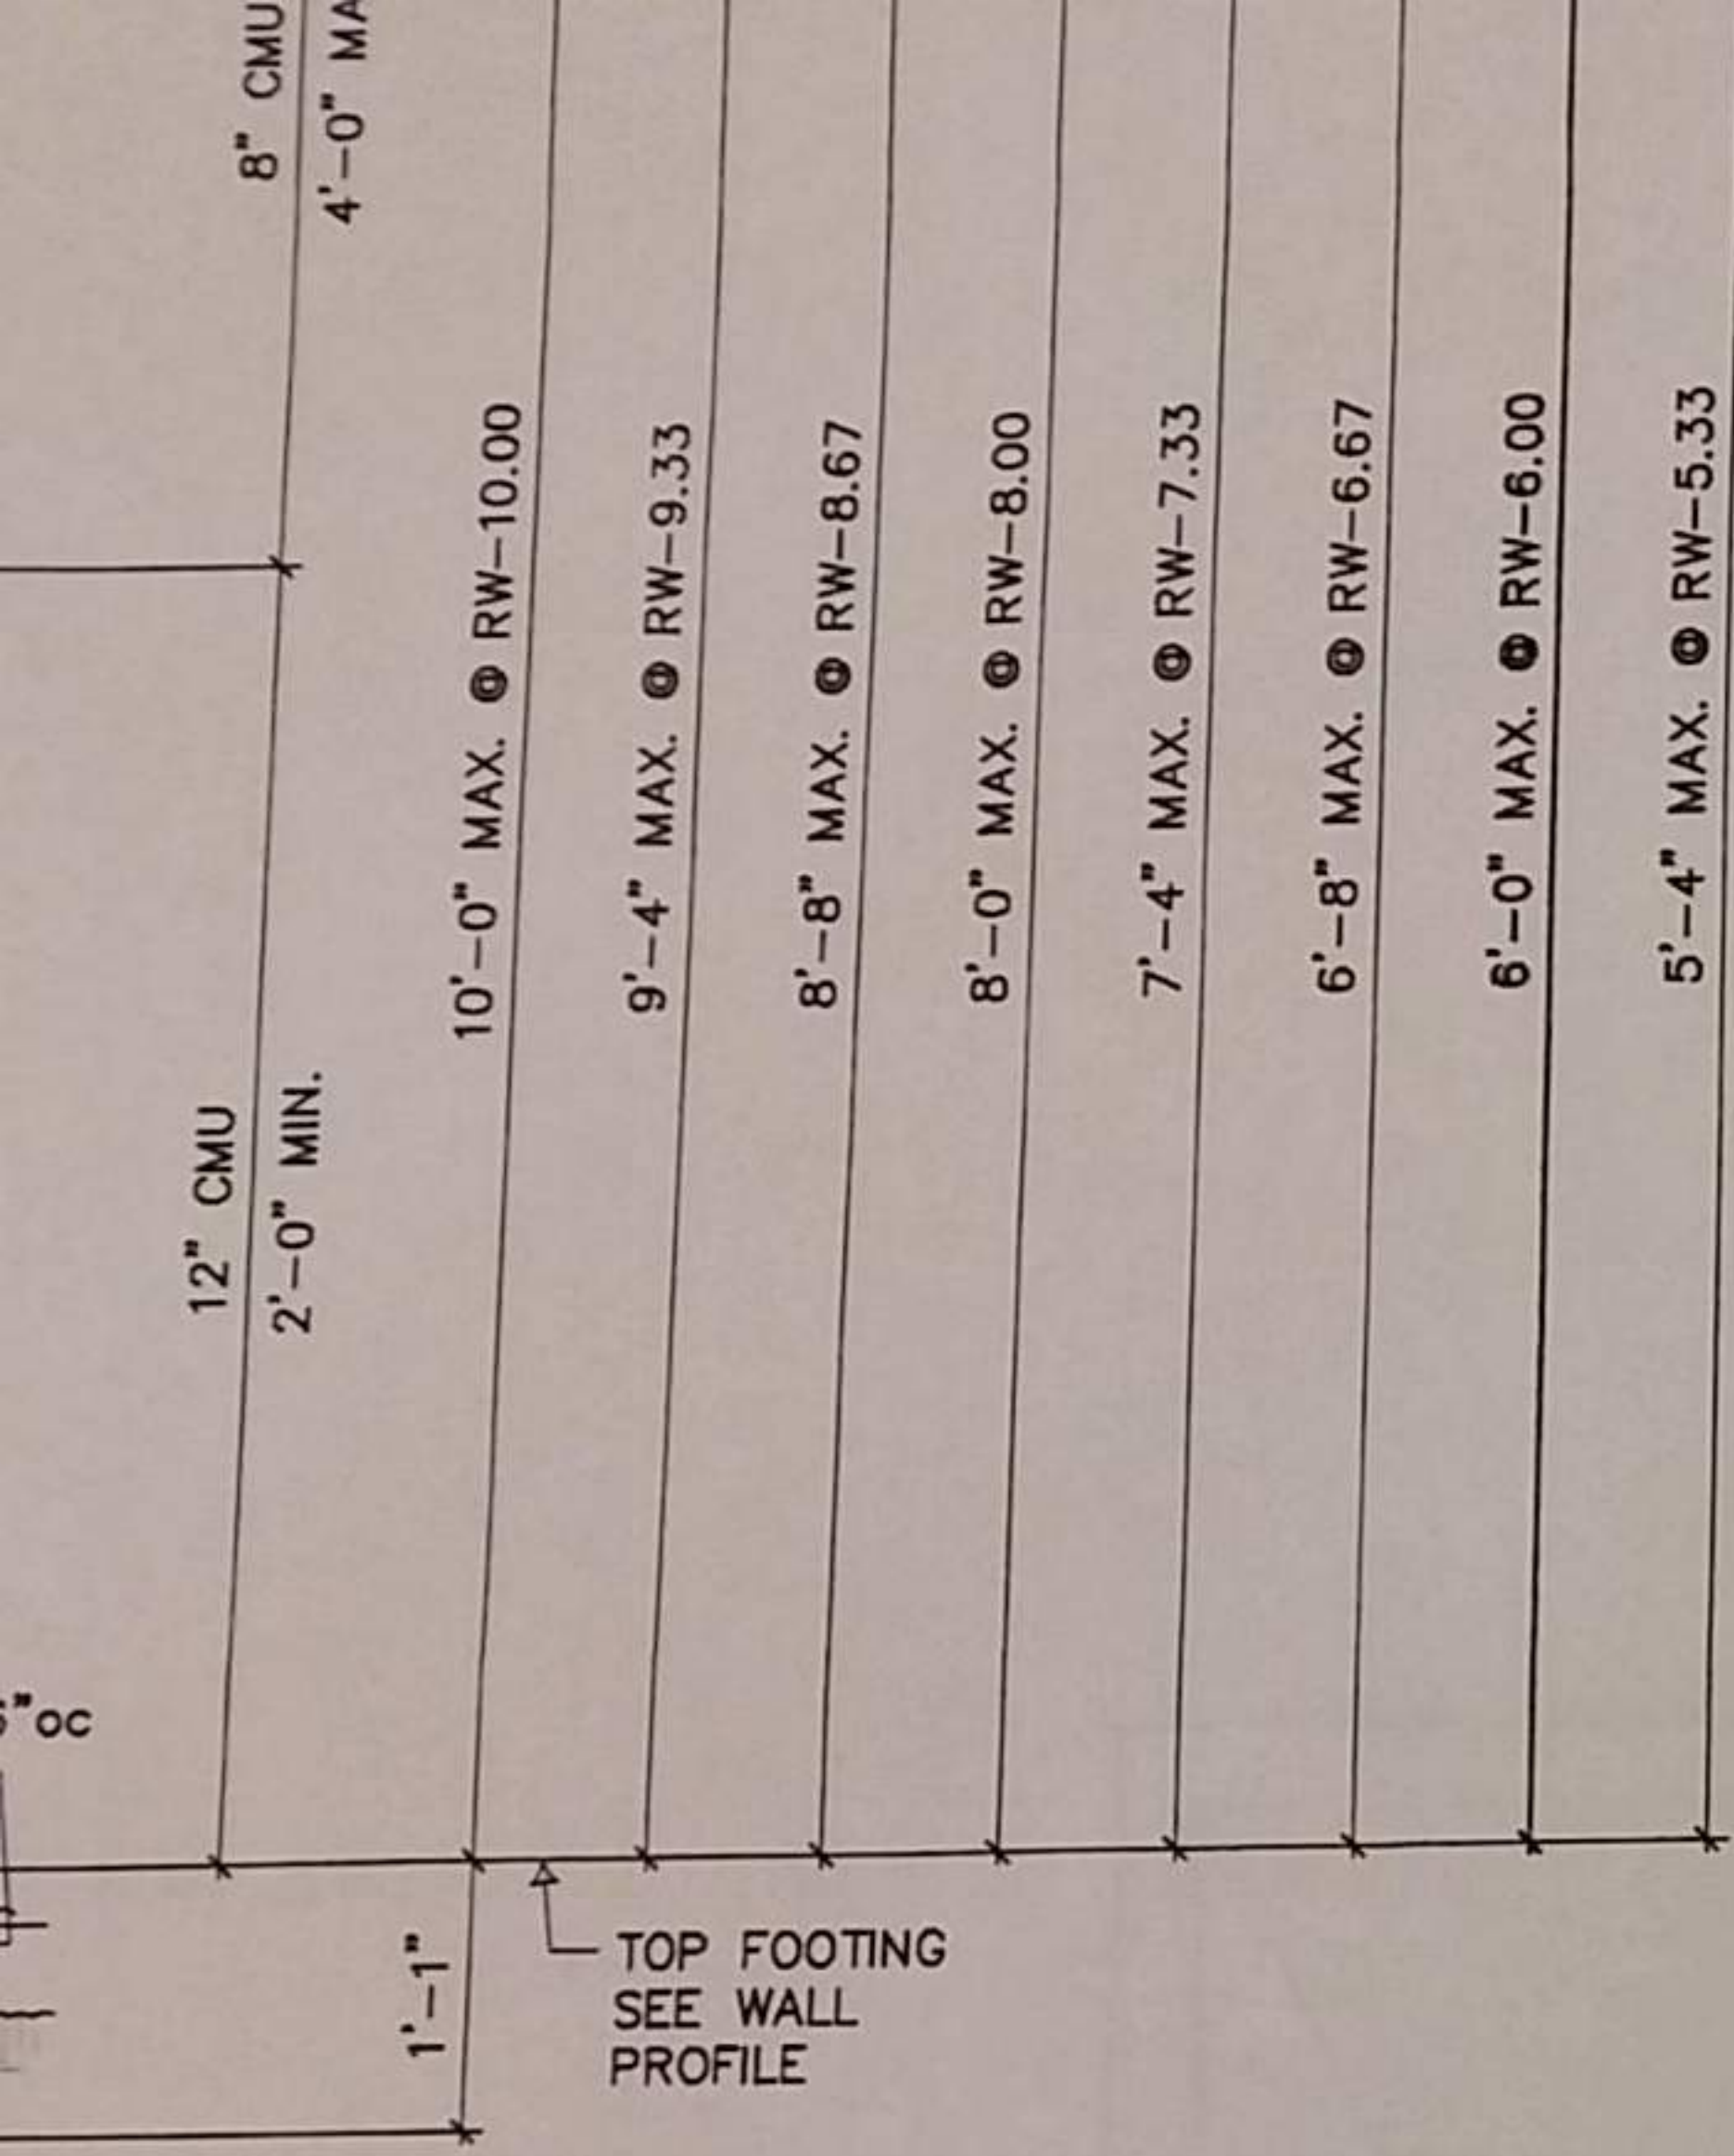 8" CMU
4'-0"
12" CMU
2'-0" MIN.
10'-0" MAX. @ RW-10.00
9'-4" MAX. @ RW-9.33
8'-8" MAX. @ RW-8.67
8'-0" MAX. @ RW-8.00
7'-4" MAX. @ RW-7.33
6'-8" MAX. @ RW-6.67
6'-0" MAX. @ RW-6.00
5'-4" MAX. @ RW-5.33
"OC
1'-1"
TOP FOOTING
SEE WALL
PROFILE